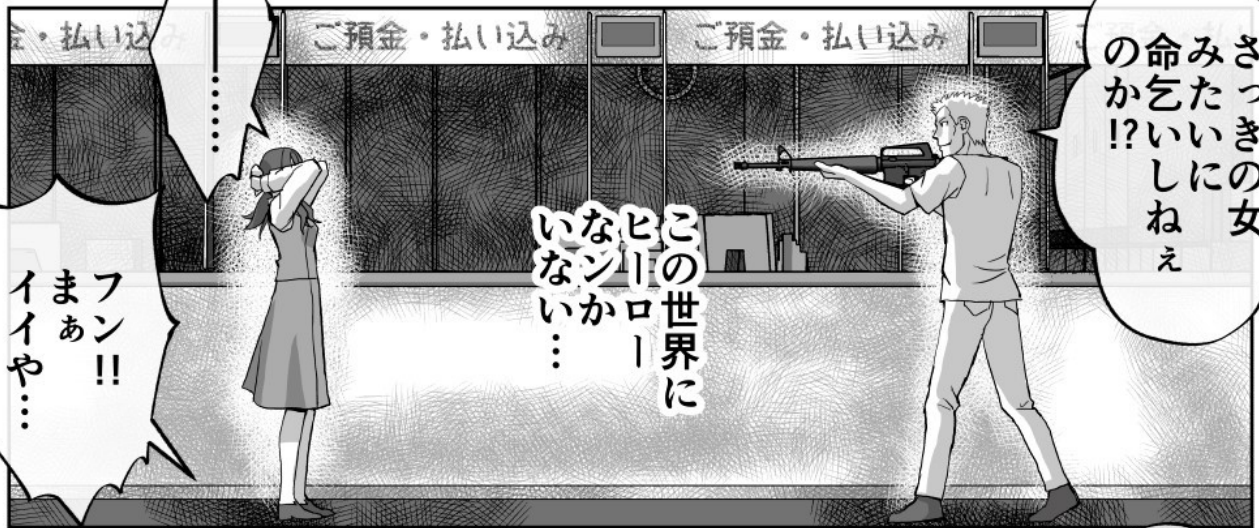 さっきの女
みたいに
命乞いしねぇ
のか!?
この世界に
ヒーロー
なンか
いない…
―……
フン!!
まぁ
イイや…
金・払い込み
ご預金・払い込み
ご預金・払い込み